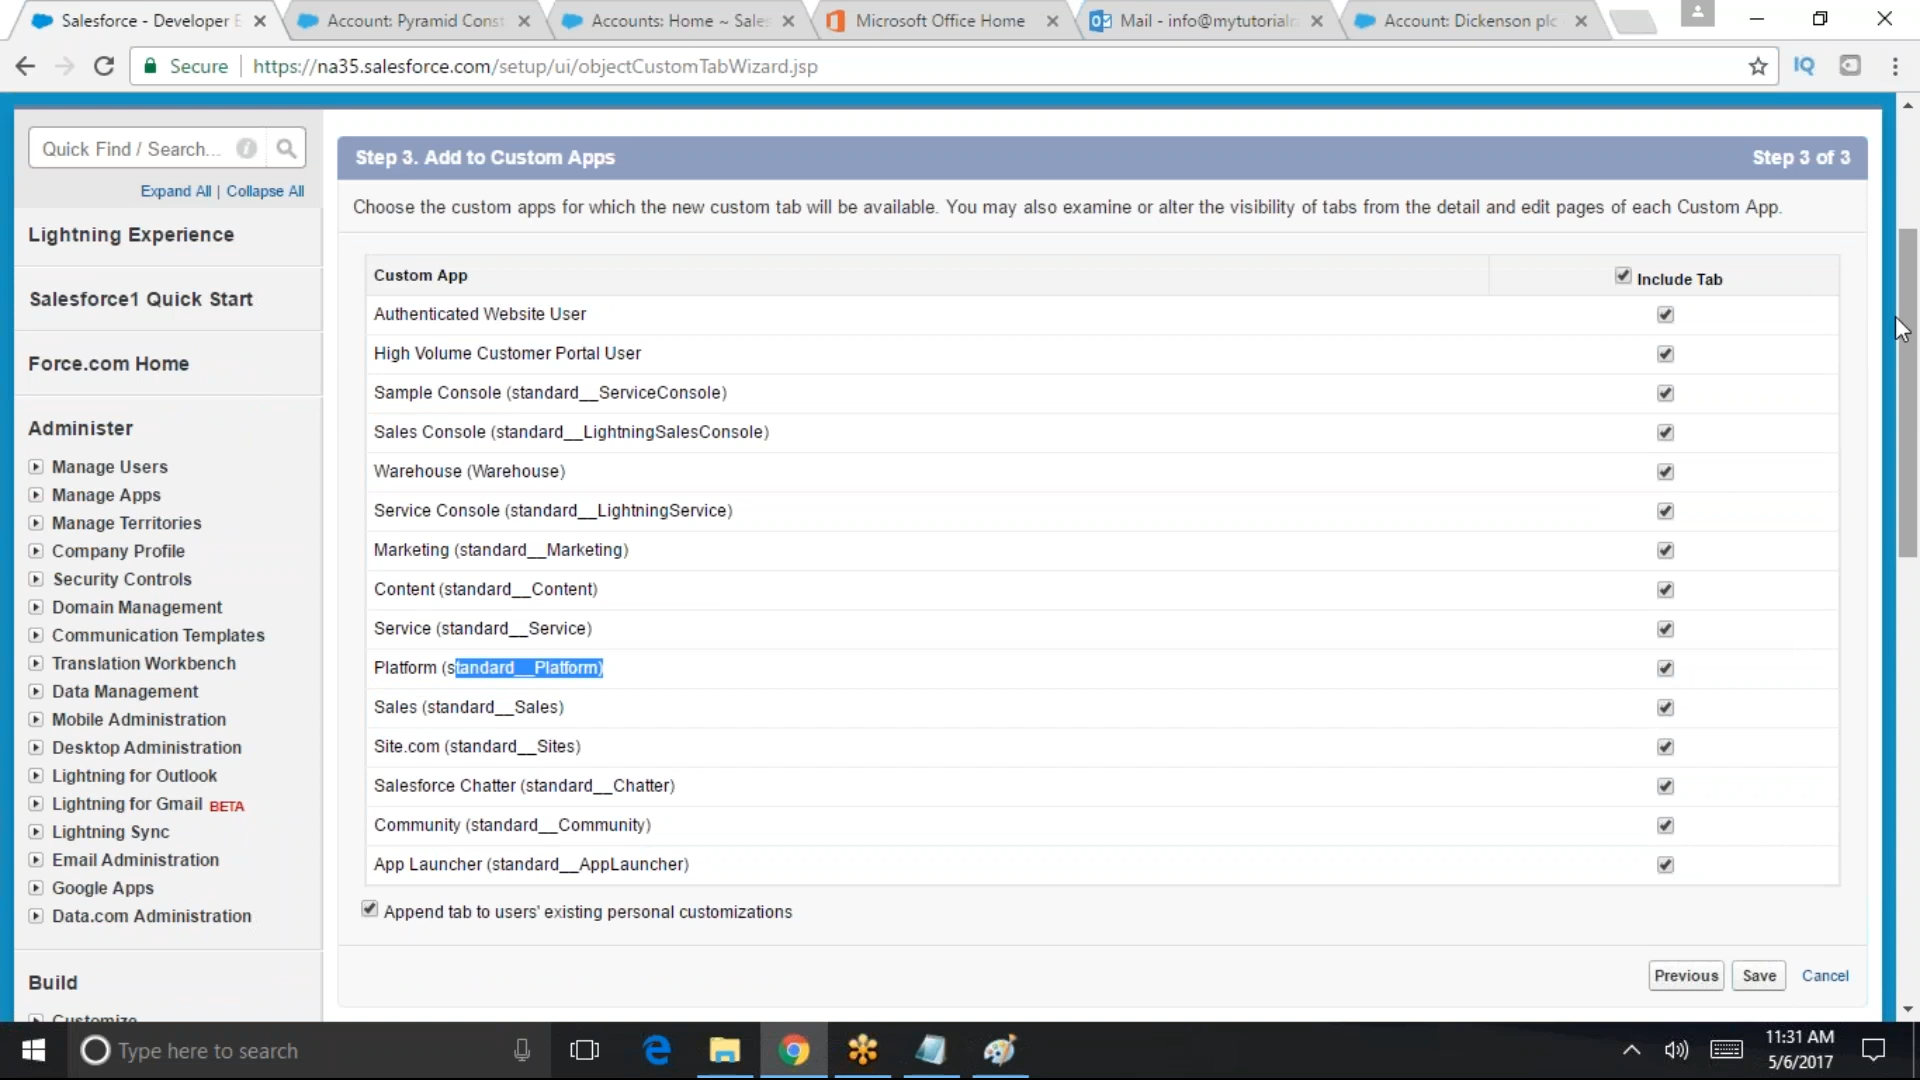 Salesforce - Developer E
Account: Pyramid Const
Accounts: Home ~ Sales
Microsoft Office Home
Mail - info@mytutorialr
Account: Dickenson plc
Secure
https://na35.salesforce.com/setup/ui/objectCustomTabWizard.jsp
IQ
Quick Find / Search...
Expand All | Collapse All
Lightning Experience
Salesforce1 Quick Start
Force.com Home
Administer
Manage Users
Manage Apps
Manage Territories
Company Profile
Security Controls
Domain Management
Communication Templates
Translation Workbench
Data Management
Mobile Administration
Desktop Administration
Lightning for Outlook
Lightning for Gmail BETA
Lightning Sync
Email Administration
Google Apps
Data.com Administration
Build
Customize
Step 3. Add to Custom Apps
Step 3 of 3
Choose the custom apps for which the new custom tab will be available. You may also examine or alter the visibility of tabs from the detail and edit pages of each Custom App.
Custom App
Include Tab
Authenticated Website User
High Volume Customer Portal User
Sample Console (standard__ServiceConsole)
Sales Console (standard__LightningSalesConsole)
Warehouse (Warehouse)
Service Console (standard__LightningService)
Marketing (standard__Marketing)
Content (standard__Content)
Service (standard__Service)
Platform (standard__Platform)
Sales (standard__Sales)
Site.com (standard__Sites)
Salesforce Chatter (standard__Chatter)
Community (standard__Community)
App Launcher (standard__AppLauncher)
Append tab to users' existing personal customizations
Previous
Save
Cancel
Type here to search
11:31 AM
5/6/2017